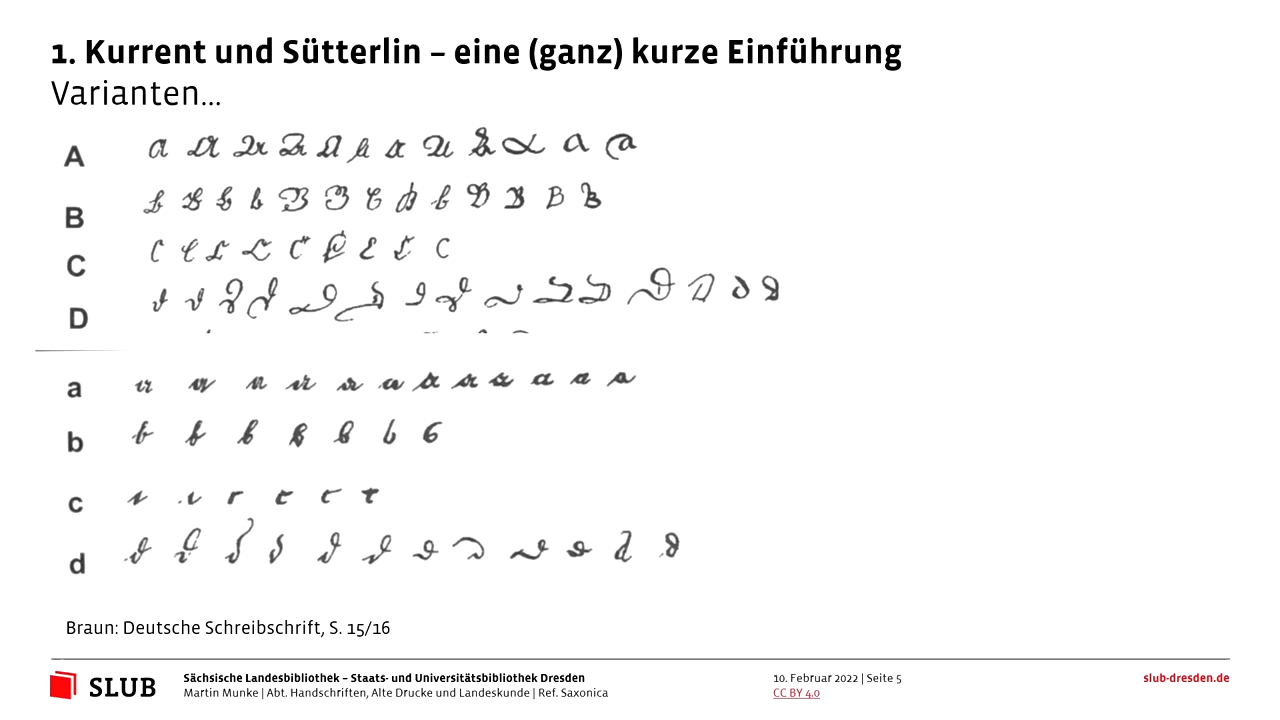 1. Kurrent und Sütterlin – eine (ganz) kurze Einführung
Varianten...
A
B
C
D
a
b
c
d
Braun: Deutsche Schreibschrift, S. 15/16
SLUB
Sächsische Landesbibliothek – Staats- und Universitätsbibliothek Dresden
Martin Munke | Abt. Handschriften, Alte Drucke und Landeskunde | Ref. Saxonica
10. Februar 2022 | Seite 5
CC BY 4.0
slub-dresden.de